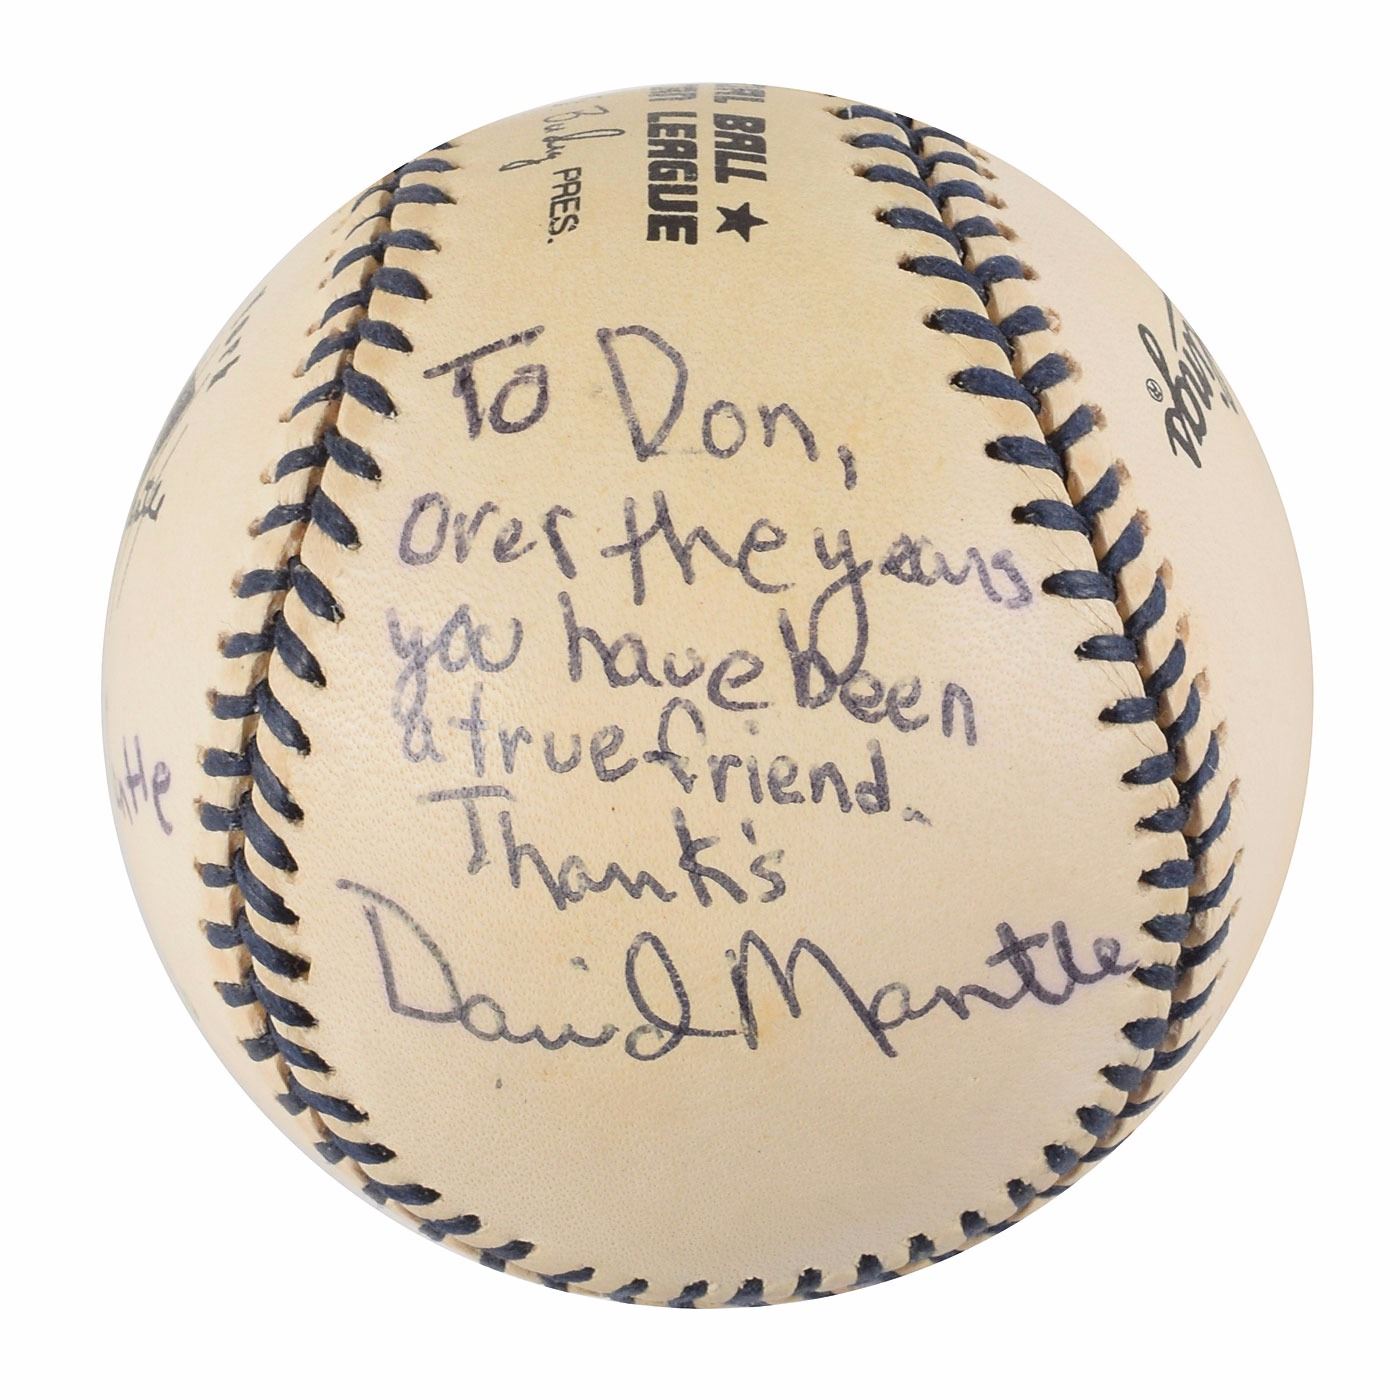 BALL ★
LEAGUE
PRES.
To Don,
over the years
you have been
a true friend.
Thank's
David Mantle